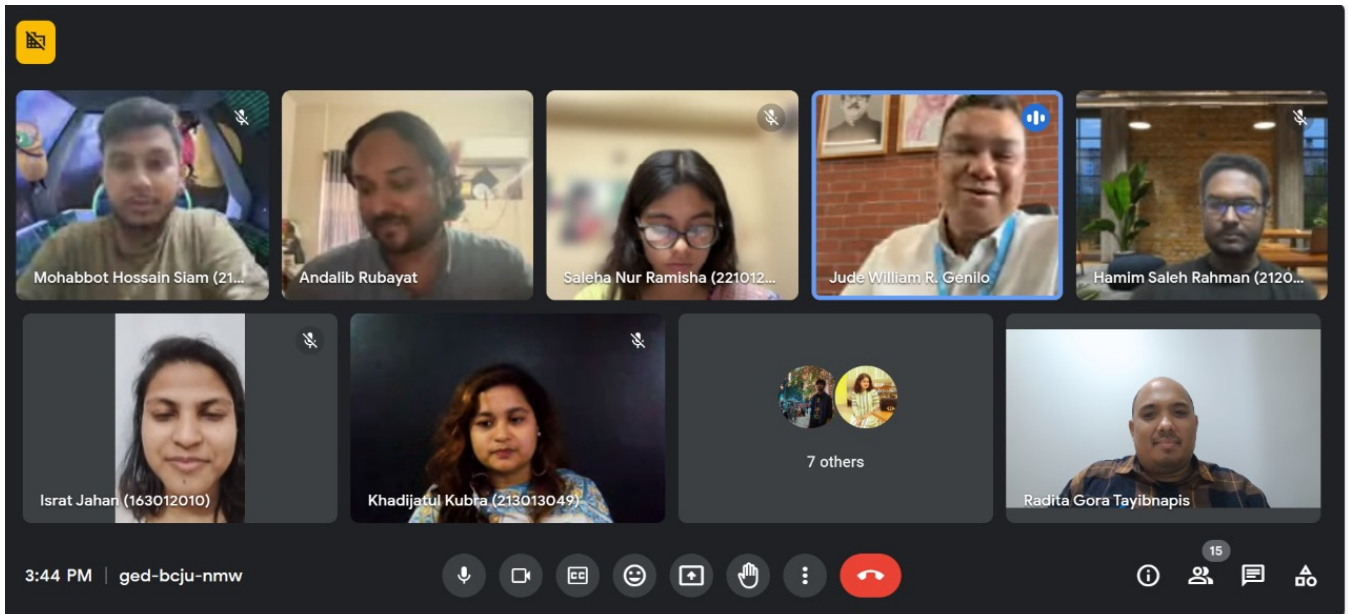 Mohabbot Hossain Siam (21...
Andalib Rubayat
Saleha Nur Ramisha (221012...
Jude William R. Genilo
Hamim Saleh Rahman (2120...
Israt Jahan (163012010)
Khadijatul Kubra (213013049)
7 others
Radita Gora Tayibnapis
15
3:44 PM | ged-bcju-nmw
CC